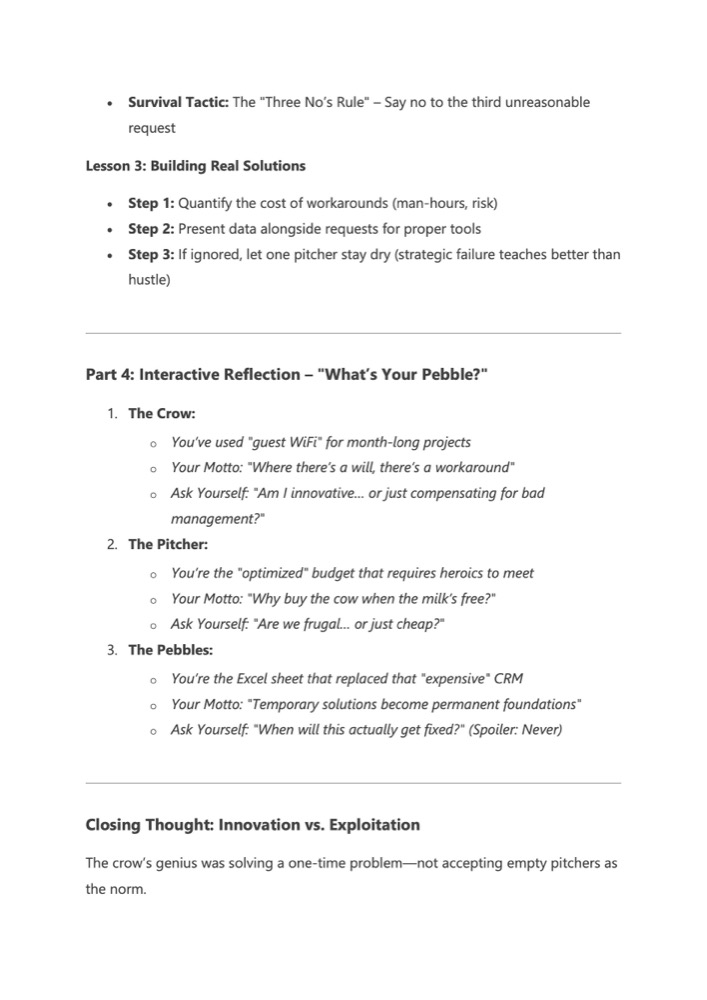 • Survival Tactic: The "Three No's Rule" – Say no to the third unreasonable
request
Lesson 3: Building Real Solutions
• Step 1: Quantify the cost of workarounds (man-hours, risk)
• Step 2: Present data alongside requests for proper tools
• Step 3: If ignored, let one pitcher stay dry (strategic failure teaches better than
hustle)
Part 4: Interactive Reflection – "What's Your Pebble?"
1. The Crow:
o You've used "guest WiFi" for month-long projects
o Your Motto: "Where there's a will, there's a workaround"
o Ask Yourself: "Am I innovative... or just compensating for bad
management?"
2. The Pitcher:
o You're the "optimized" budget that requires heroics to meet
o Your Motto: "Why buy the cow when the milk's free?"
o Ask Yourself: "Are we frugal... or just cheap?"
3. The Pebbles:
o You're the Excel sheet that replaced that "expensive" CRM
o Your Motto: "Temporary solutions become permanent foundations"
o Ask Yourself: "When will this actually get fixed?" (Spoiler: Never)
Closing Thought: Innovation vs. Exploitation
The crow's genius was solving a one-time problem—not accepting empty pitchers as
the norm.